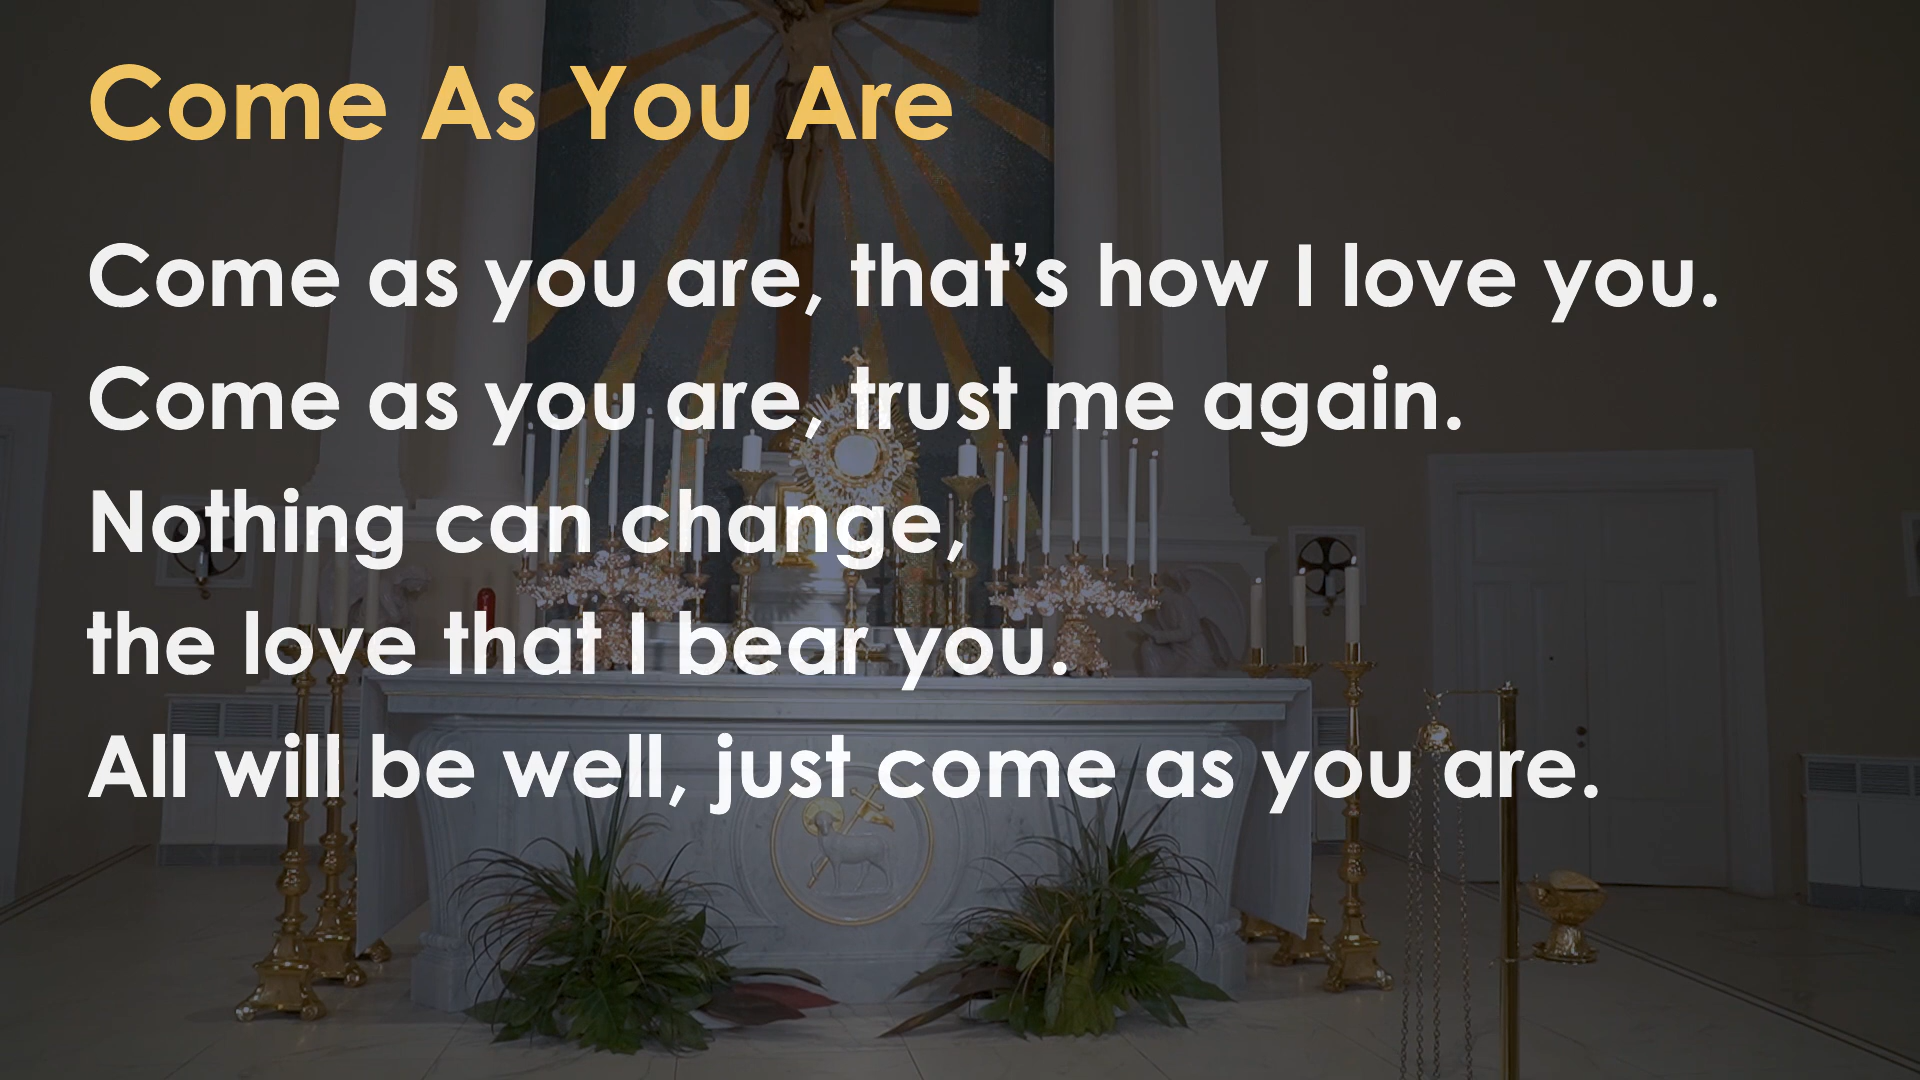 Come As You Are
Come as you are, that’s how I love you.
Come as you are, trust me again.
Nothing can change,
the love that I bear you.
All will be well, just come as you are.